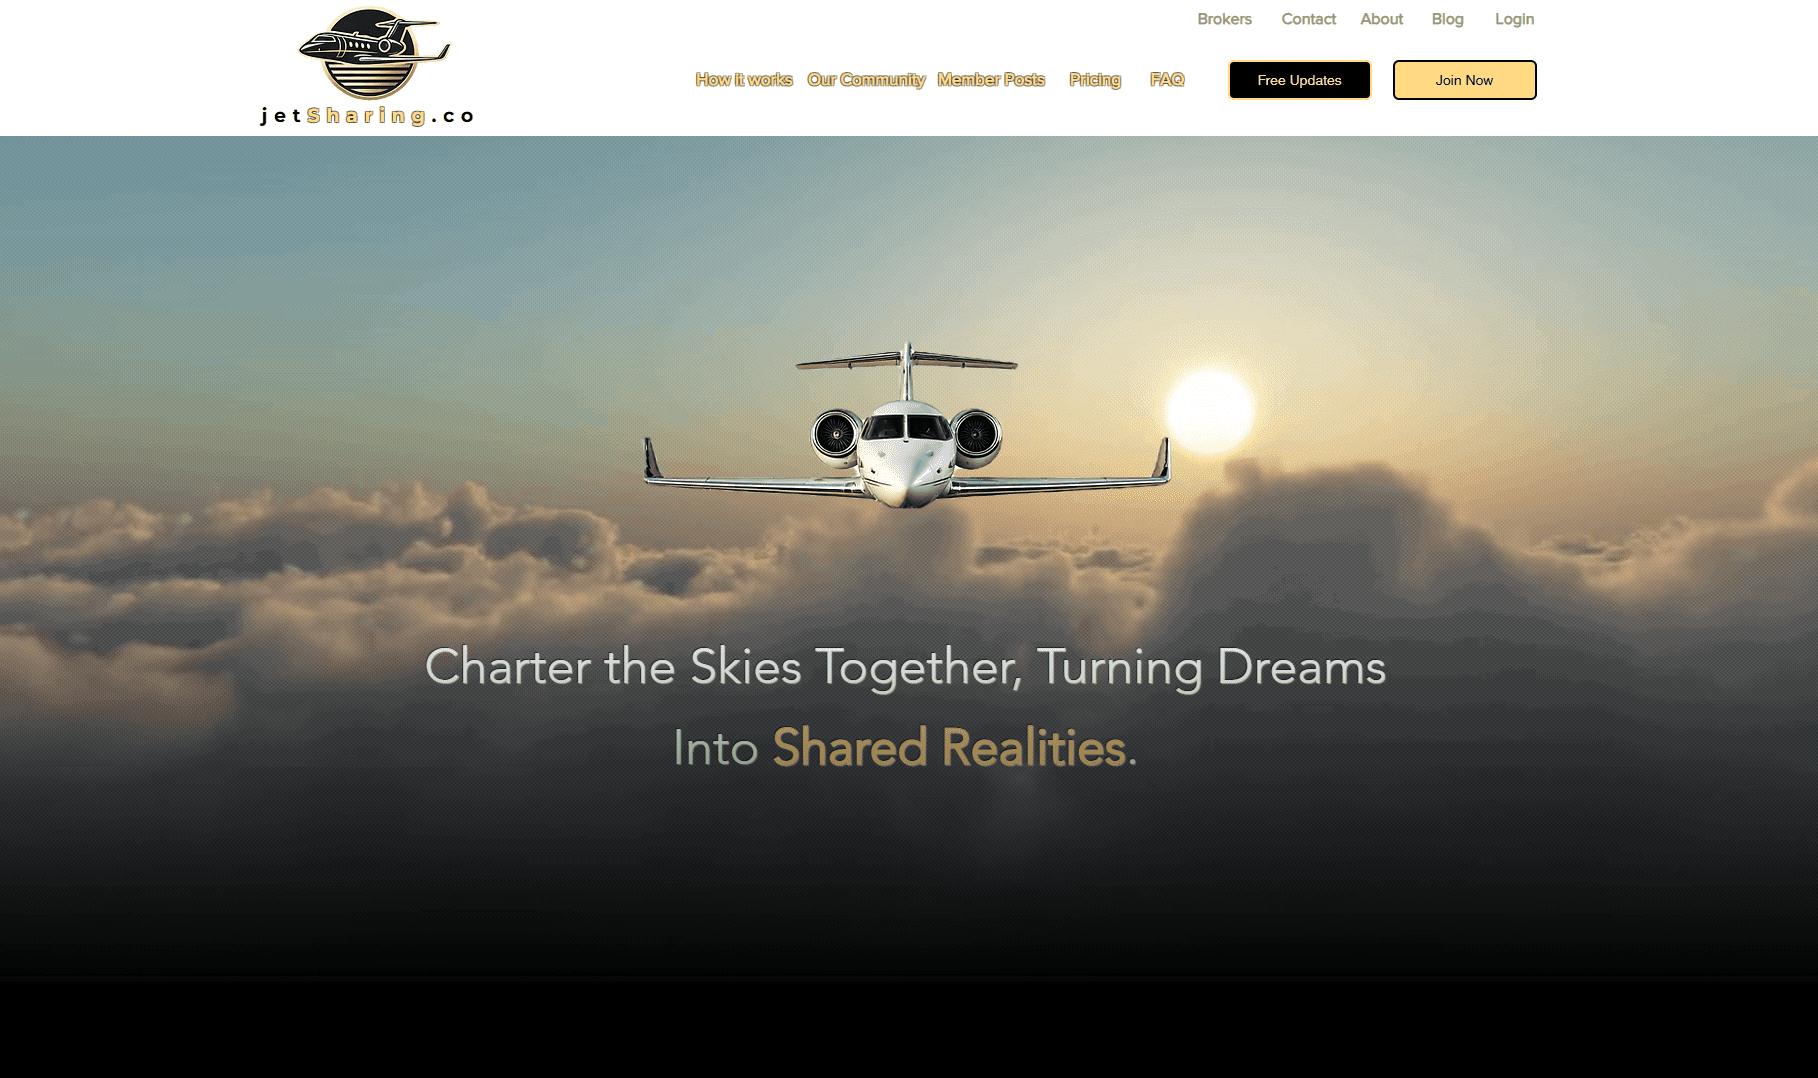 Brokers Contact About Blog Login
How it works Our Community Member Posts Pricing FAQ Free Updates Join Now
jetSharing.co
Charter the Skies Together, Turning Dreams
Into Shared Realities.